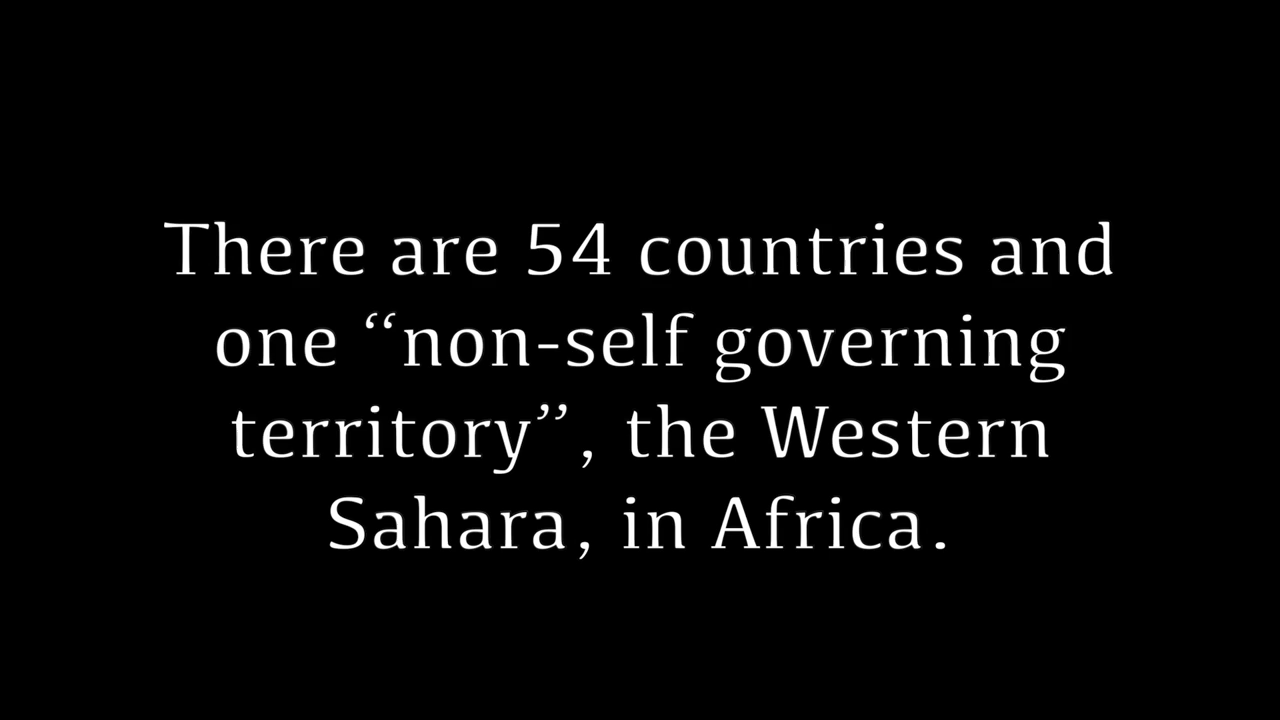 There are 54 countries and
one “non-self governing
territory”, the Western
Sahara, in Africa.